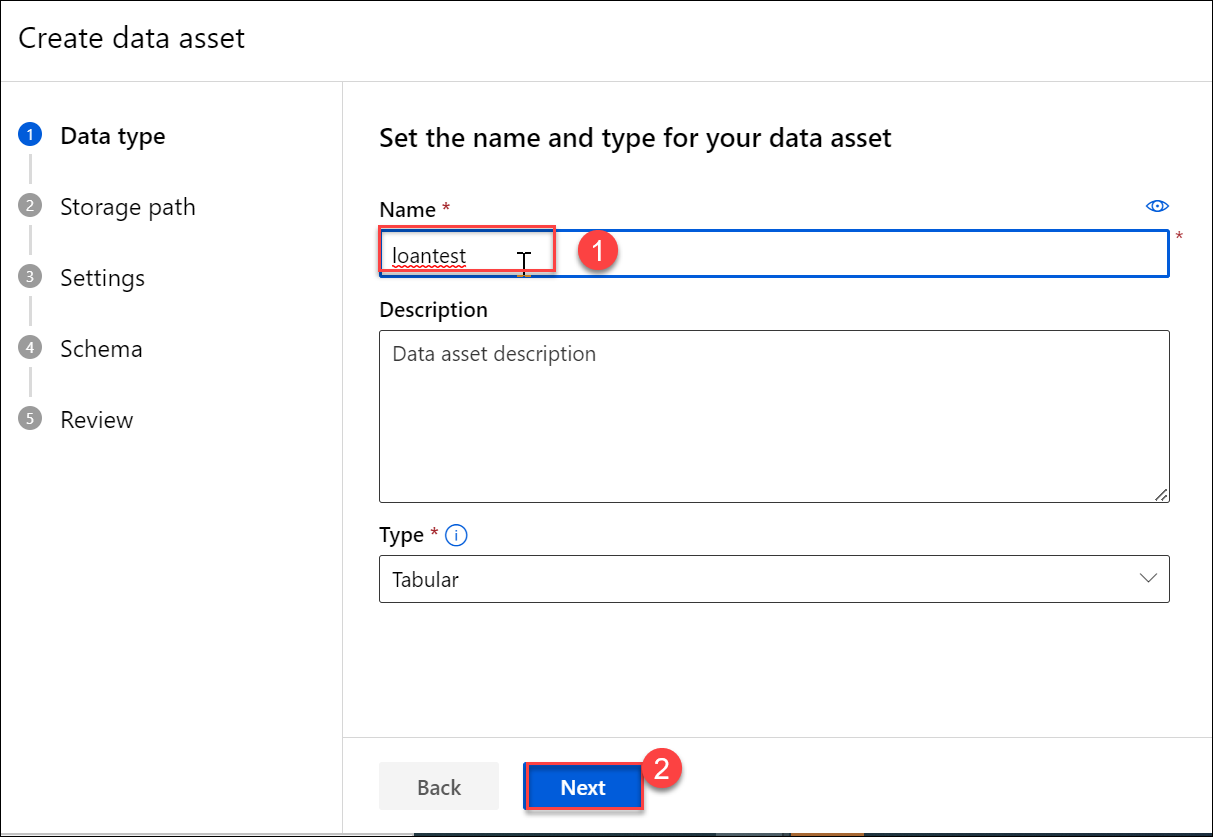 Create data asset
1 Data type
2 Storage path
3 Settings
4 Schema
5 Review
Set the name and type for your data asset
Name *
loantest 1 *
Description
Data asset description
Type * i
Tabular
Back Next 2